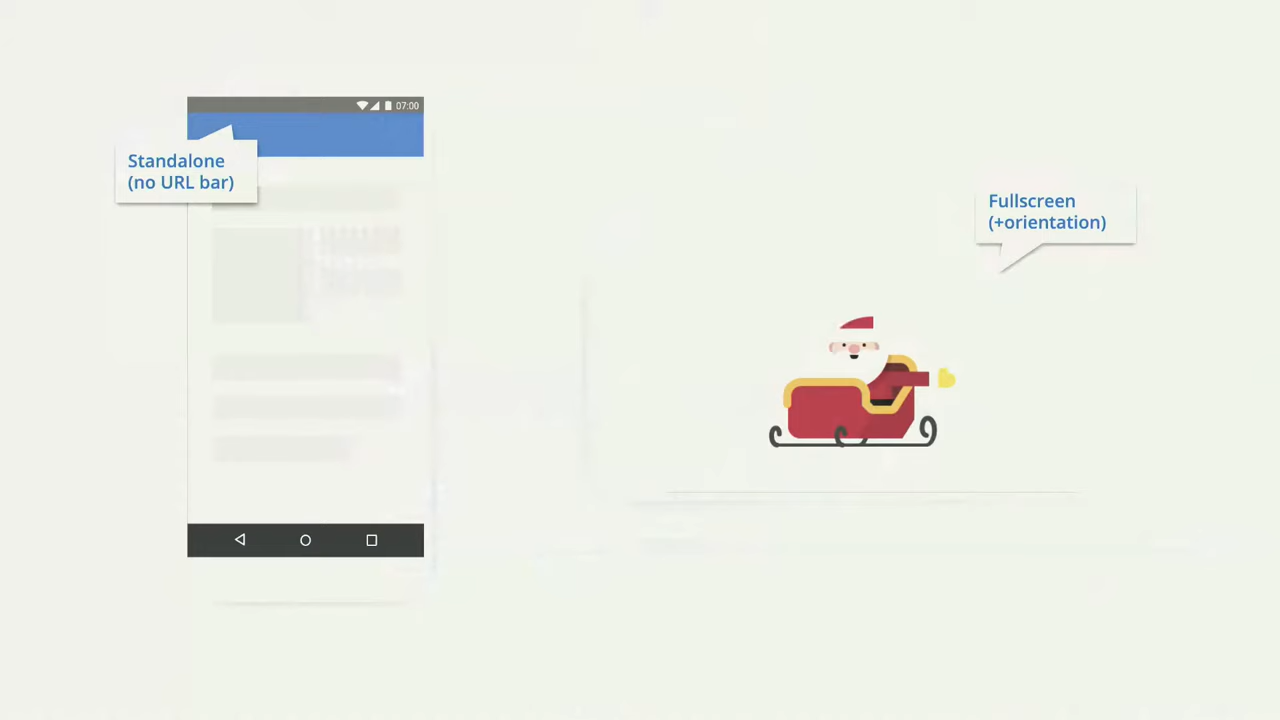 07:00
Standalone
(no URL bar)
Fullscreen
(+orientation)